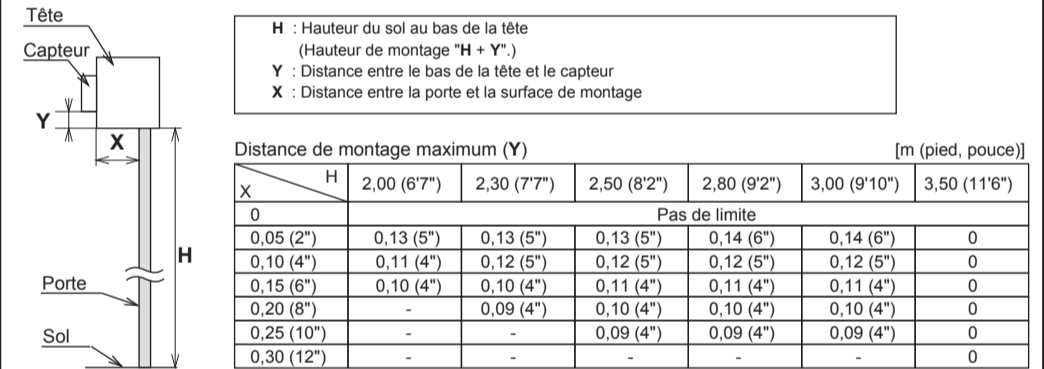 Tête
Capteur
Y
X
H
Porte
Sol
H : Hauteur du sol au bas de la tête
(Hauteur de montage "H + Y".)
Y : Distance entre le bas de la tête et le capteur
X : Distance entre la porte et la surface de montage
Distance de montage maximum (Y) [m (pied, pouce)]
X H 2,00 (6'7") 2,30 (7'7") 2,50 (8'2") 2,80 (9'2") 3,00 (9'10") 3,50 (11'6")
0 Pas de limite
0,05 (2") 0,13 (5") 0,13 (5") 0,13 (5") 0,14 (6") 0,14 (6") 0
0,10 (4") 0,11 (4") 0,12 (5") 0,12 (5") 0,12 (5") 0,12 (5") 0
0,15 (6") 0,10 (4") 0,10 (4") 0,11 (4") 0,11 (4") 0,11 (4") 0
0,20 (8") - 0,09 (4") 0,10 (4") 0,10 (4") 0,10 (4") 0
0,25 (10") - - 0,09 (4") 0,09 (4") 0,09 (4") 0
0,30 (12") - - - - - 0